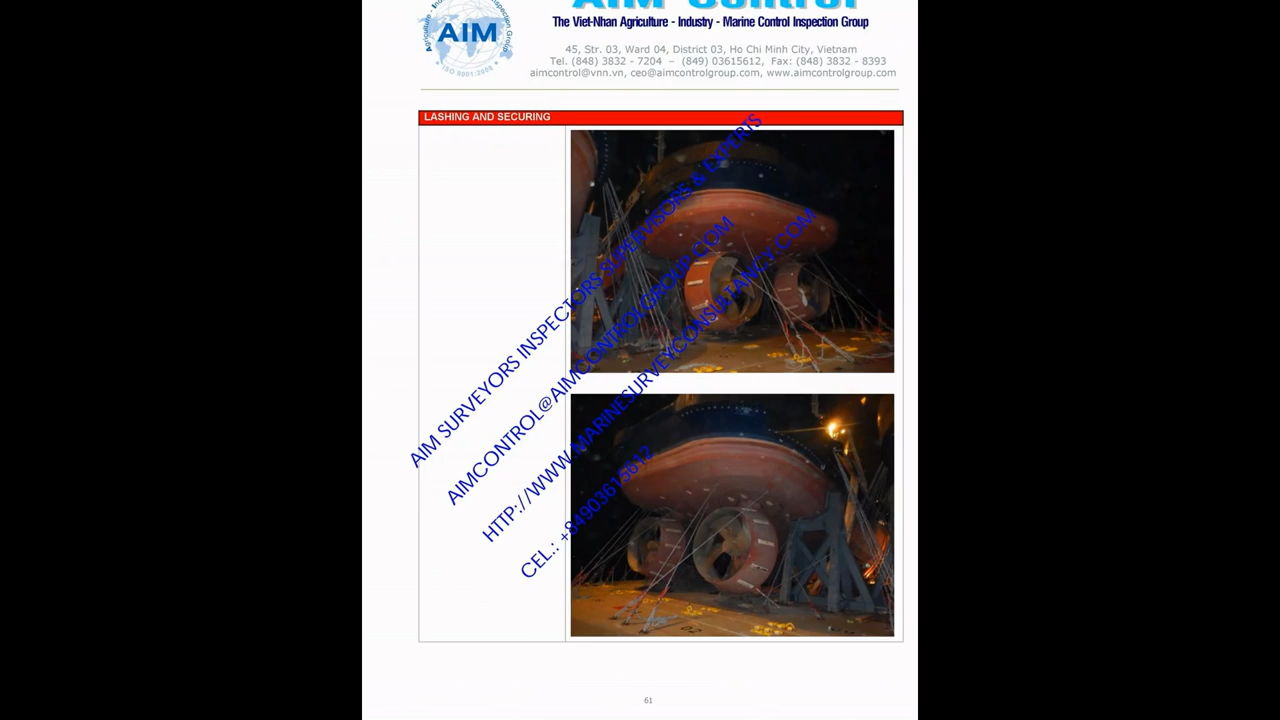 AIM Control
The Viet-Nhan Agriculture - Industry - Marine Control Inspection Group
45, Str. 03, Ward 04, District 03, Ho Chi Minh City, Vietnam
Tel. (848) 3832 - 7204 – (849) 03615612, Fax: (848) 3832 - 8393
aimcontrol@vnn.vn, ceo@aimcontrolgroup.com, www.aimcontrolgroup.com
AIM
ISO 9001:2008
LASHING AND SECURING
AIM SURVEYORS INSPECTORS SUPERVISORS & EXPERTS
AIMCONTROL@AIMCONTROLGROUP.COM
HTTP://WWW.MARINESURVEYCONSULTANCY.COM
CEL.: +84903615612
61